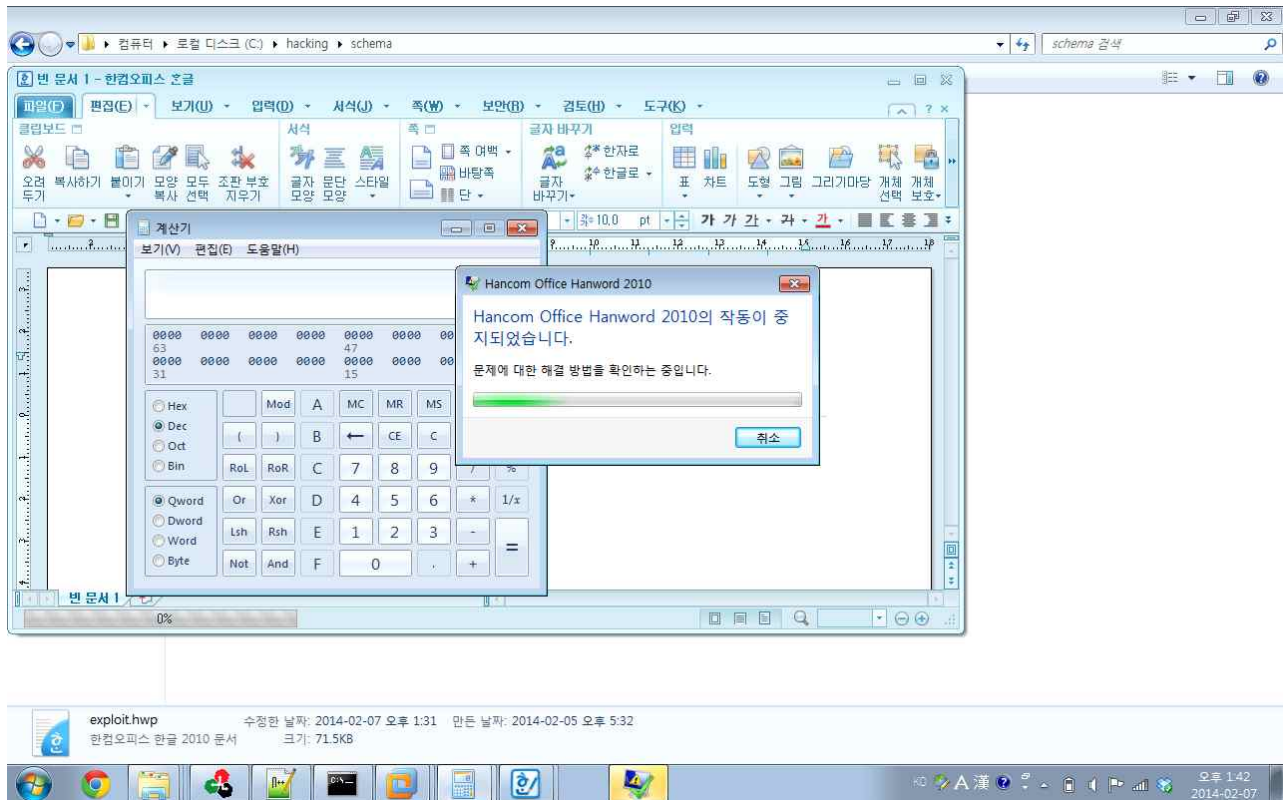 컴퓨터 ▶ 로컬 디스크 (C:) ▶ hacking ▶ schema
schema 검색
빈 문서 1 - 한컴오피스 한글
파일(F) 편집(E) 보기(U) 입력(D) 서식(J) 쪽(W) 보안(R) 검토(H) 도구(K)
클립보드 서식 쪽 글자 바꾸기 입력
오려 두기 복사하기 붙이기 모양 복사 모두 선택 조판 부호 지우기 글자 모양 문단 모양 스타일
쪽 여백
바탕쪽
단
글자 바꾸기
한자로
한글로
표 차트 도형 그림 그리기마당 개체 선택 개체 보호
10.0 pt 가 가 가 가 가
계산기
보기(V) 편집(E) 도움말(H)
0000 0000 0000 0000 0000 0000 00
63 47
0000 0000 0000 0000 0000 0000 00
31 15
Hex Mod A MC MR MS
Dec
( ) B ← CE C
Oct
Bin RoL RoR C 7 8 9 / %
Qword Or Xor D 4 5 6 * 1/x
Dword
Lsh Rsh E 1 2 3 - =
Word
Byte Not And F 0 . +
Hancom Office Hanword 2010
Hancom Office Hanword 2010의 작동이 중
지되었습니다.
문제에 대한 해결 방법을 확인하는 중입니다.
취소
빈 문서 1
0%
exploit.hwp 수정한 날짜: 2014-02-07 오후 1:31 만든 날짜: 2014-02-05 오후 5:32
한컴오피스 한글 2010 문서 크기: 71.5KB
KO A 漢
오후 1:42
2014-02-07